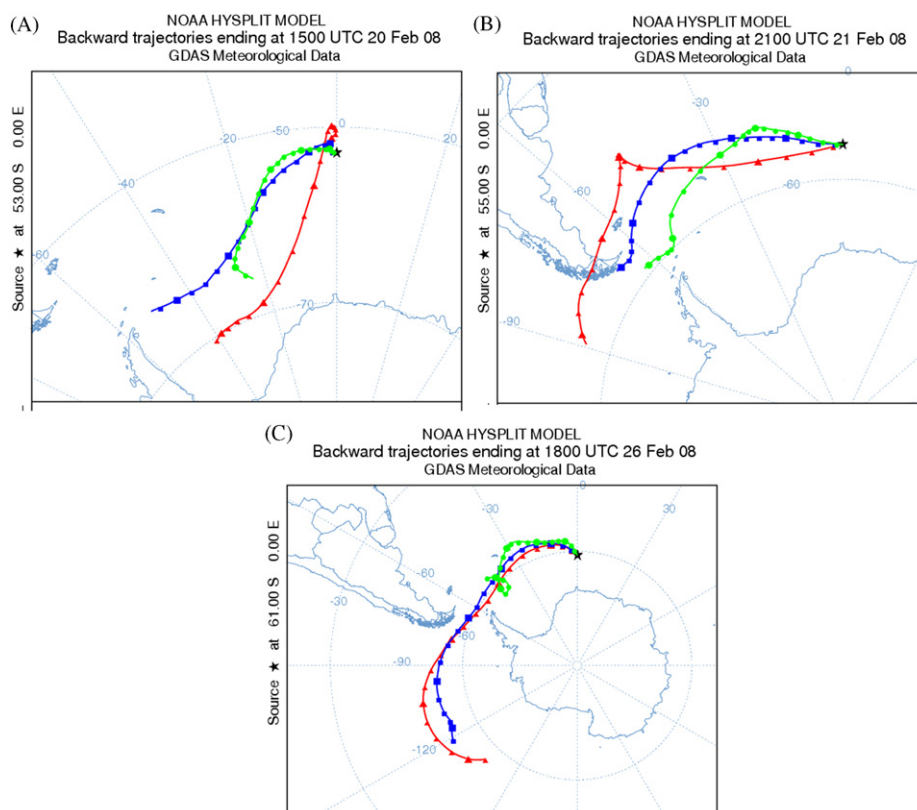 (A)
NOAA HYSPLIT MODEL
Backward trajectories ending at 1500 UTC 20 Feb 08
GDAS Meteorological Data
Source ★ at 53.00 S 0.00 E
0
-20
-50
20
-40
-60
-70
(B)
NOAA HYSPLIT MODEL
Backward trajectories ending at 2100 UTC 21 Feb 08
GDAS Meteorological Data
Source ★ at 55.00 S 0.00 E
0
-30
-60
-60
-90
(C)
NOAA HYSPLIT MODEL
Backward trajectories ending at 1800 UTC 26 Feb 08
GDAS Meteorological Data
Source ★ at 61.00 S 0.00 E
0
-30
30
-60
-30
-60
-90
-120